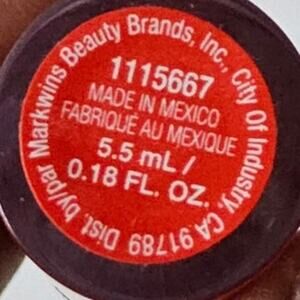 Dist. by/par Markwins Beauty Brands, Inc., City Of Industry, CA 91789
1115667
MADE IN MEXICO
FABRIQUÉ AU MEXIQUE
5.5 mL /
0.18 FL. OZ.